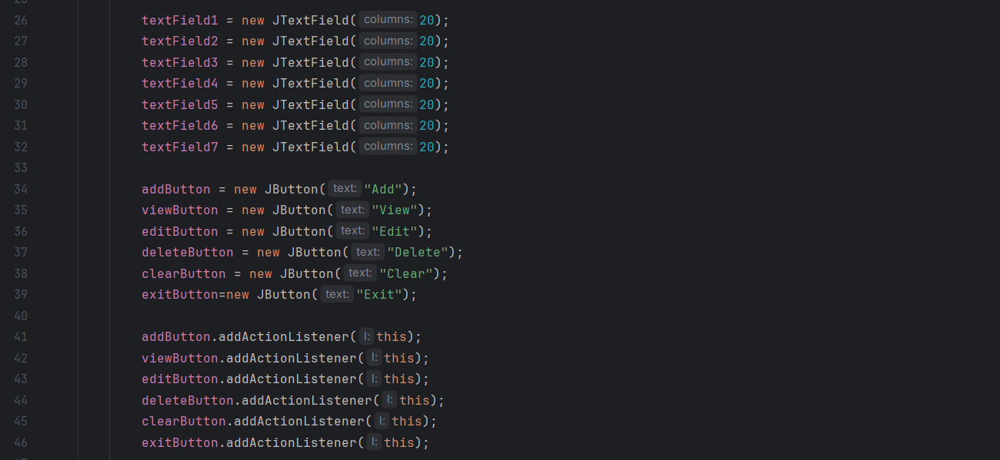 26 textField1 = new JTextField( columns: 20);
27 textField2 = new JTextField( columns: 20);
28 textField3 = new JTextField( columns: 20);
29 textField4 = new JTextField( columns: 20);
30 textField5 = new JTextField( columns: 20);
31 textField6 = new JTextField( columns: 20);
32 textField7 = new JTextField( columns: 20);
33
34 addButton = new JButton( text: "Add");
35 viewButton = new JButton( text: "View");
36 editButton = new JButton( text: "Edit");
37 deleteButton = new JButton( text: "Delete");
38 clearButton = new JButton( text: "Clear");
39 exitButton=new JButton( text: "Exit");
40
41 addButton.addActionListener( l: this);
42 viewButton.addActionListener( l: this);
43 editButton.addActionListener( l: this);
44 deleteButton.addActionListener( l: this);
45 clearButton.addActionListener( l: this);
46 exitButton.addActionListener( l: this);